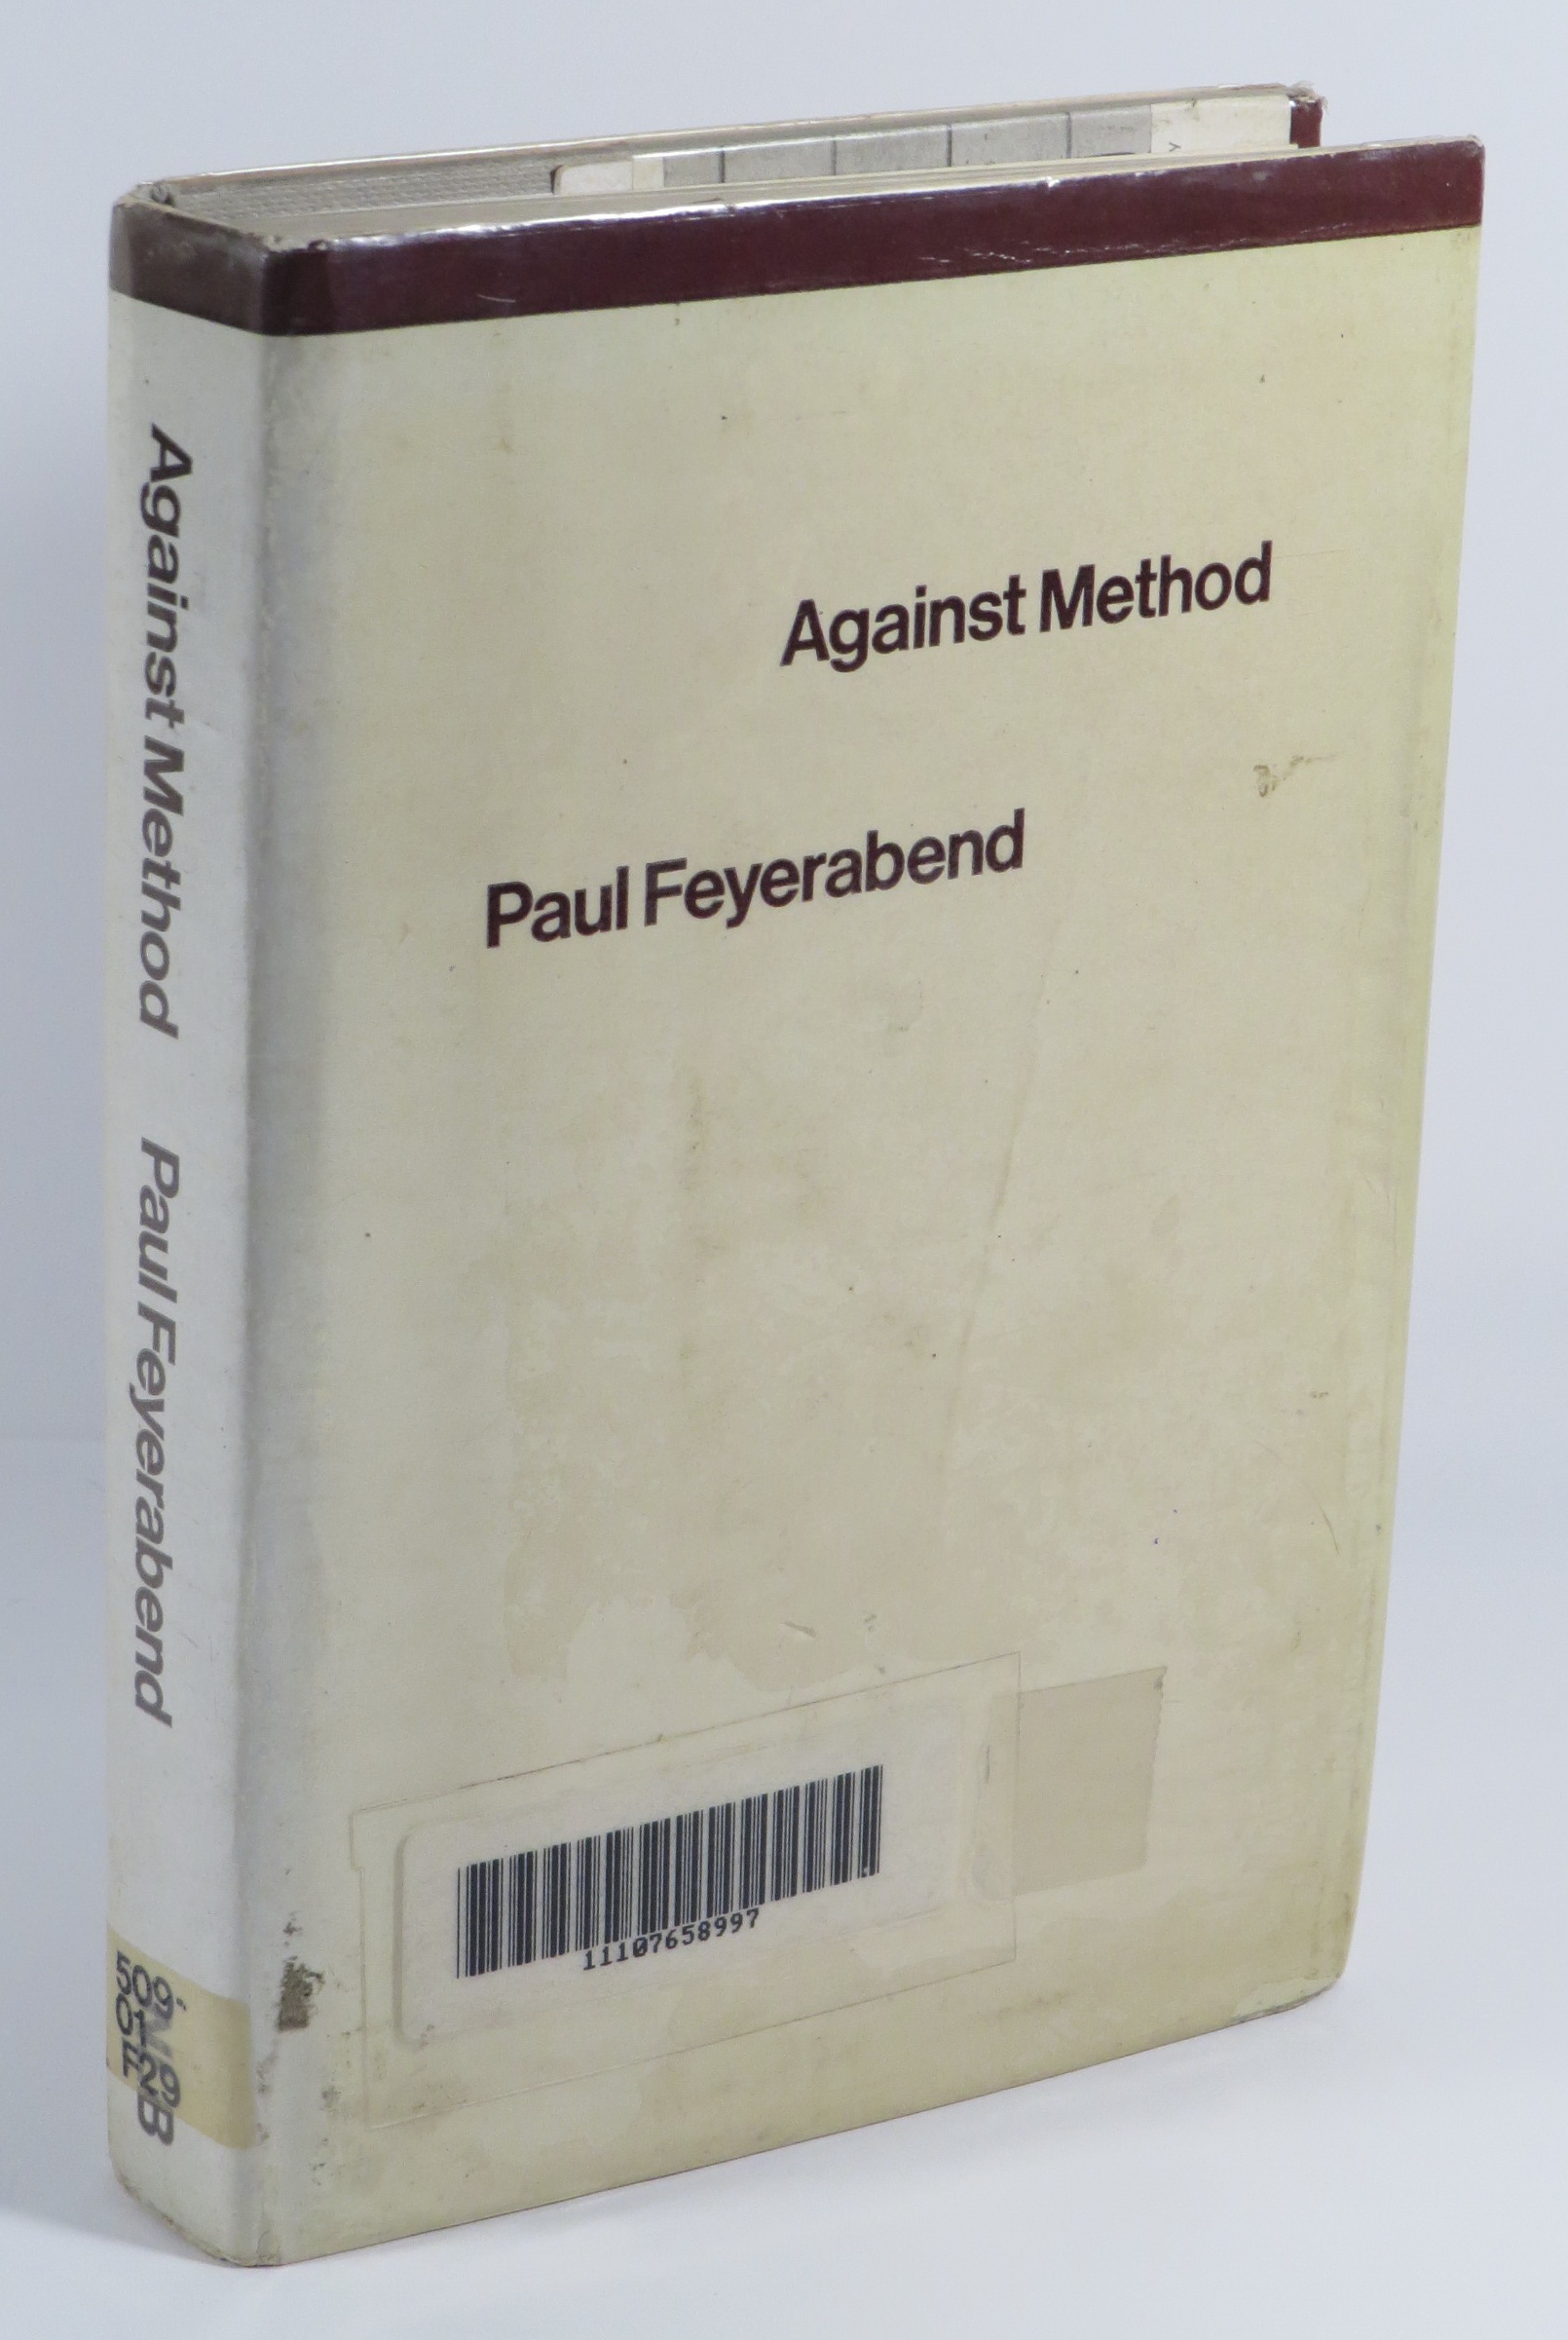 Against Method
Paul Feyerabend
11107658997
Against Method Paul Feyerabend